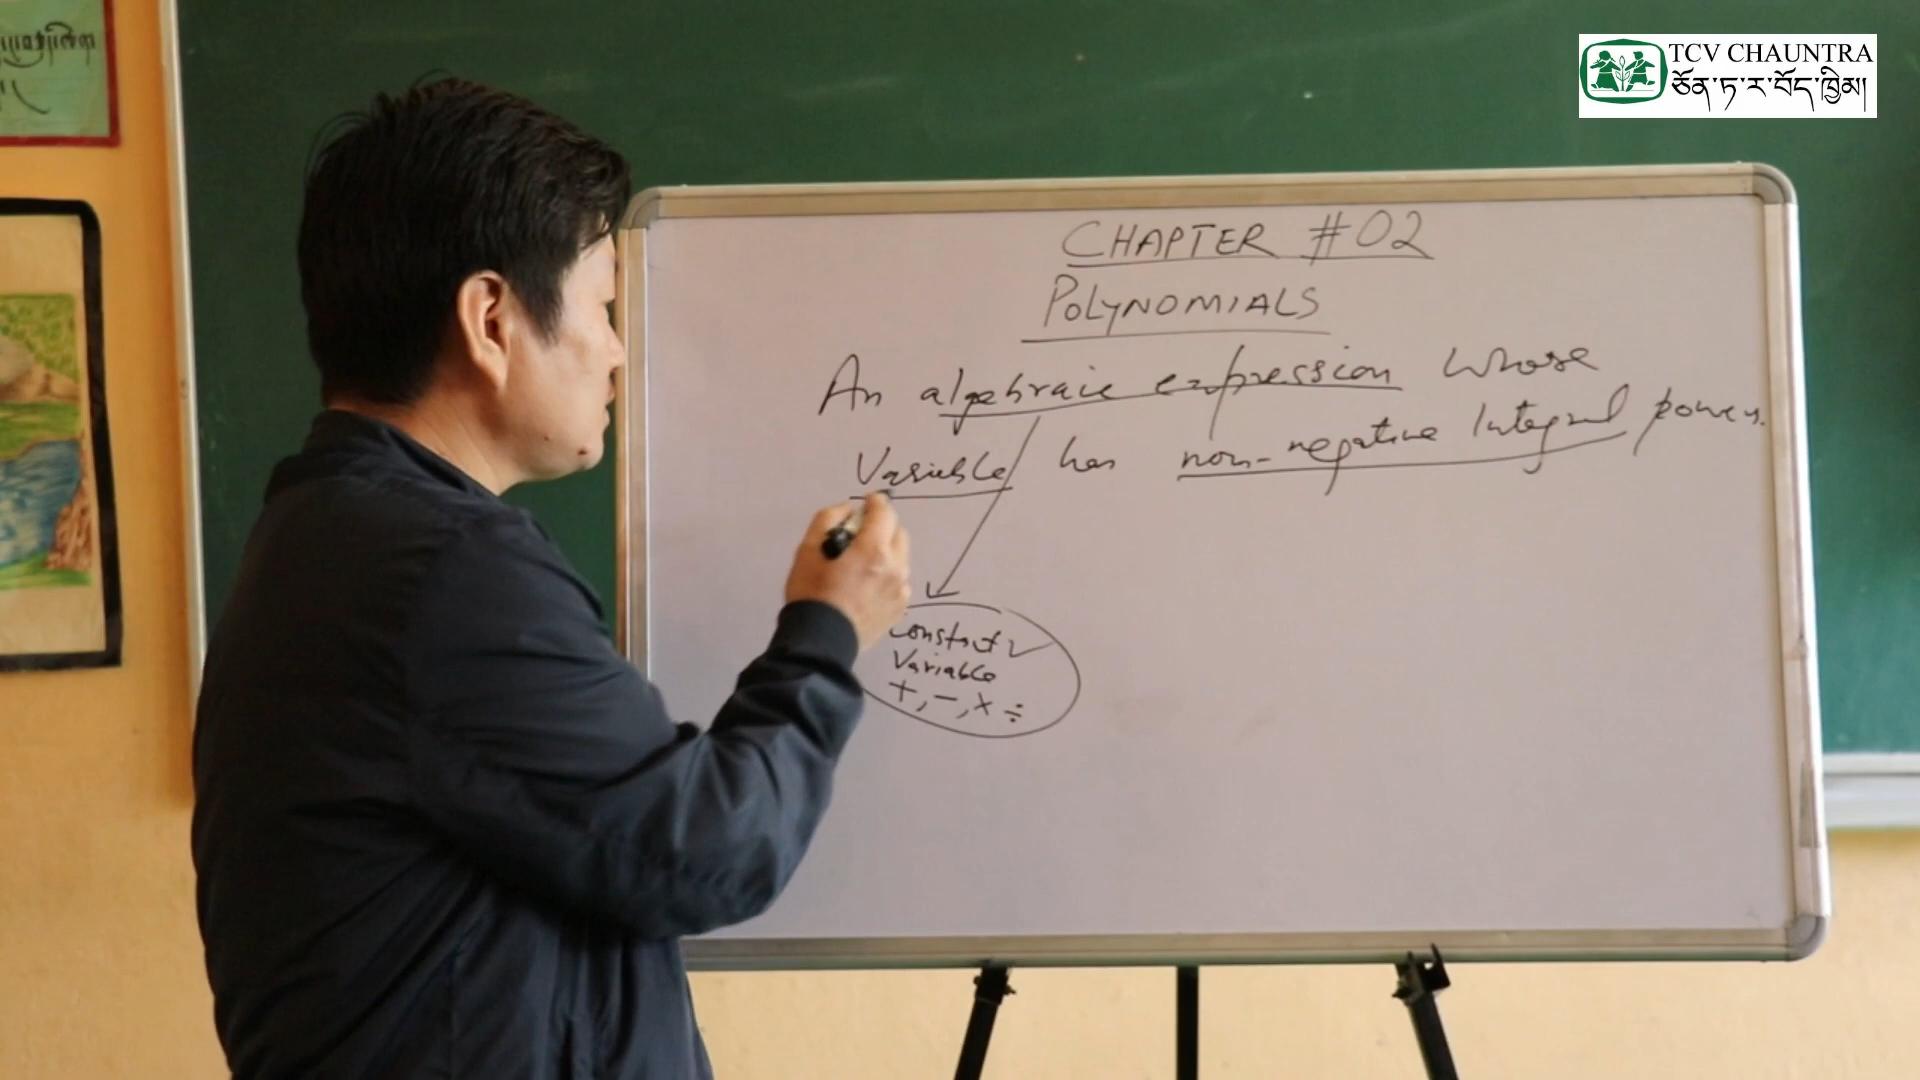 TCV CHAUNTRA
ཅོན་ཏ་ར་བོད་ཁྱིམ།
CHAPTER #02
POLYNOMIALS
An algebraic expression whose
Variable has non-negative Integral powers.
Constant ✓
Variable
+, -, × ÷